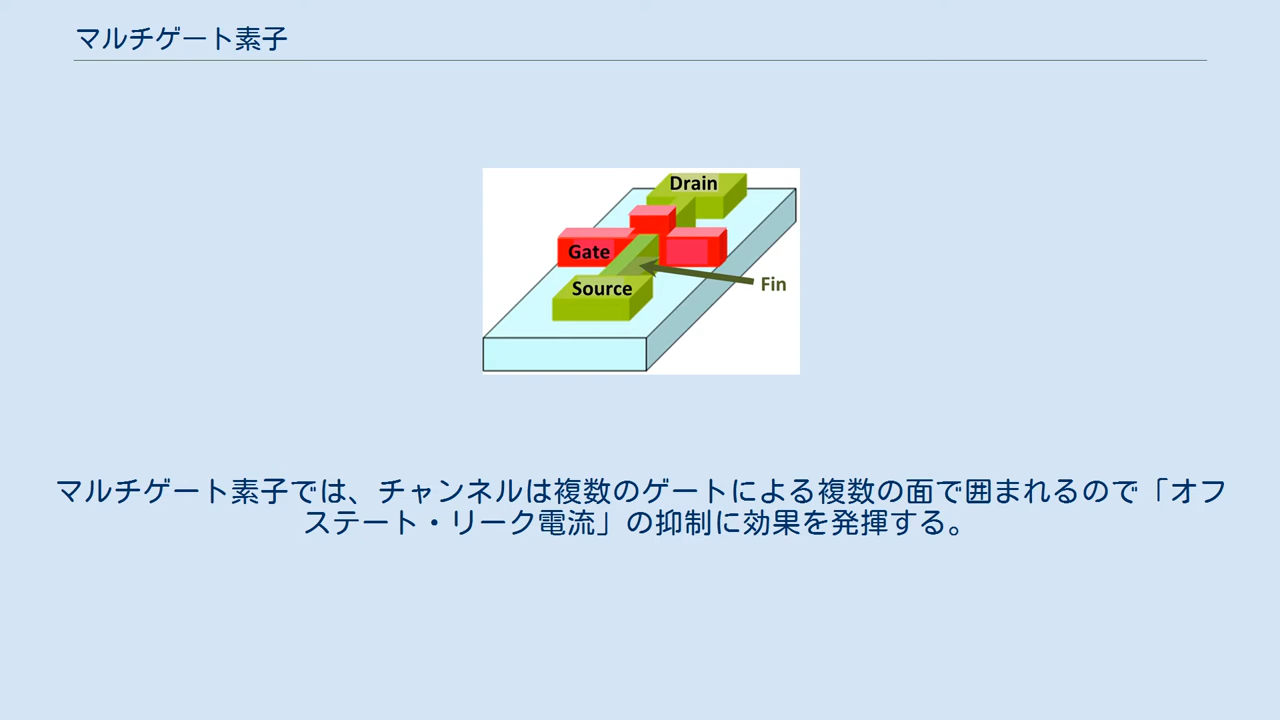 マルチゲート素子
Drain
Gate
Source
Fin
マルチゲート素子では、チャンネルは複数のゲートによる複数の面で囲まれるので「オフ
ステート・リーク電流」の抑制に効果を発揮する。